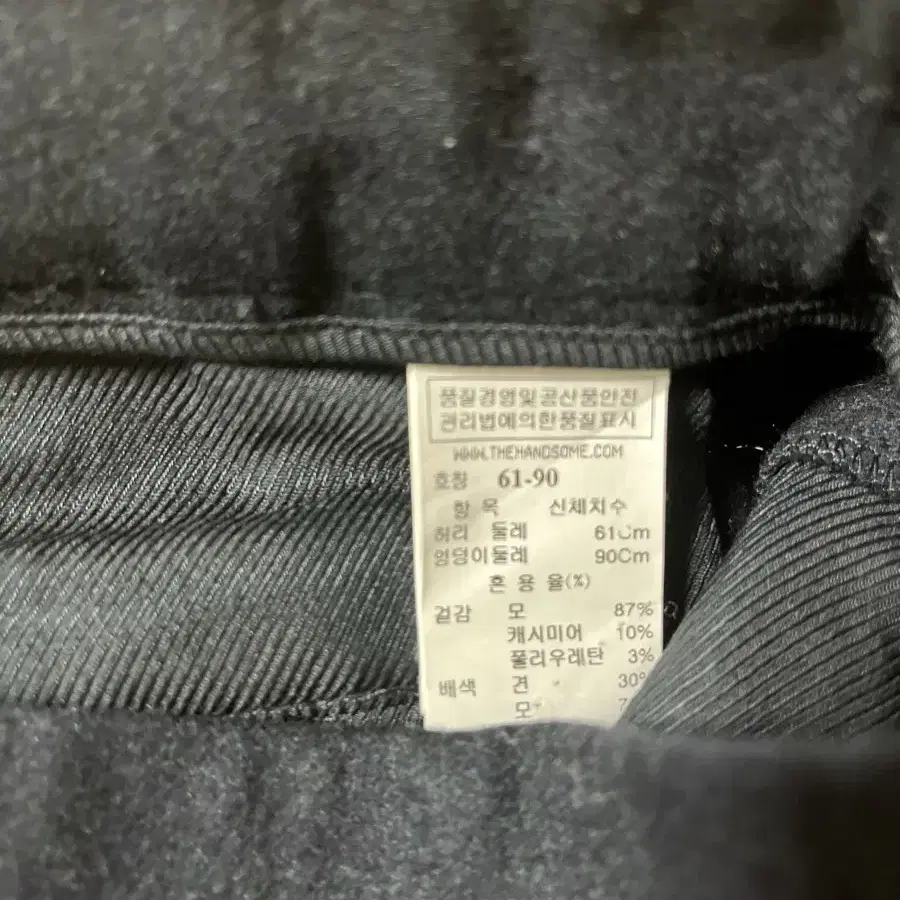 품질경영및공산품안전
관리법에의한품질표시
WWW.THEHANDSOME.COM
호칭 61-90
항 목 신체치수
허리 둘레 61Cm
엉덩이둘레 90Cm
혼 용 율(%)
겉감 모 87%
캐시미어 10%
폴리우레탄 3%
배색 견 30%
모